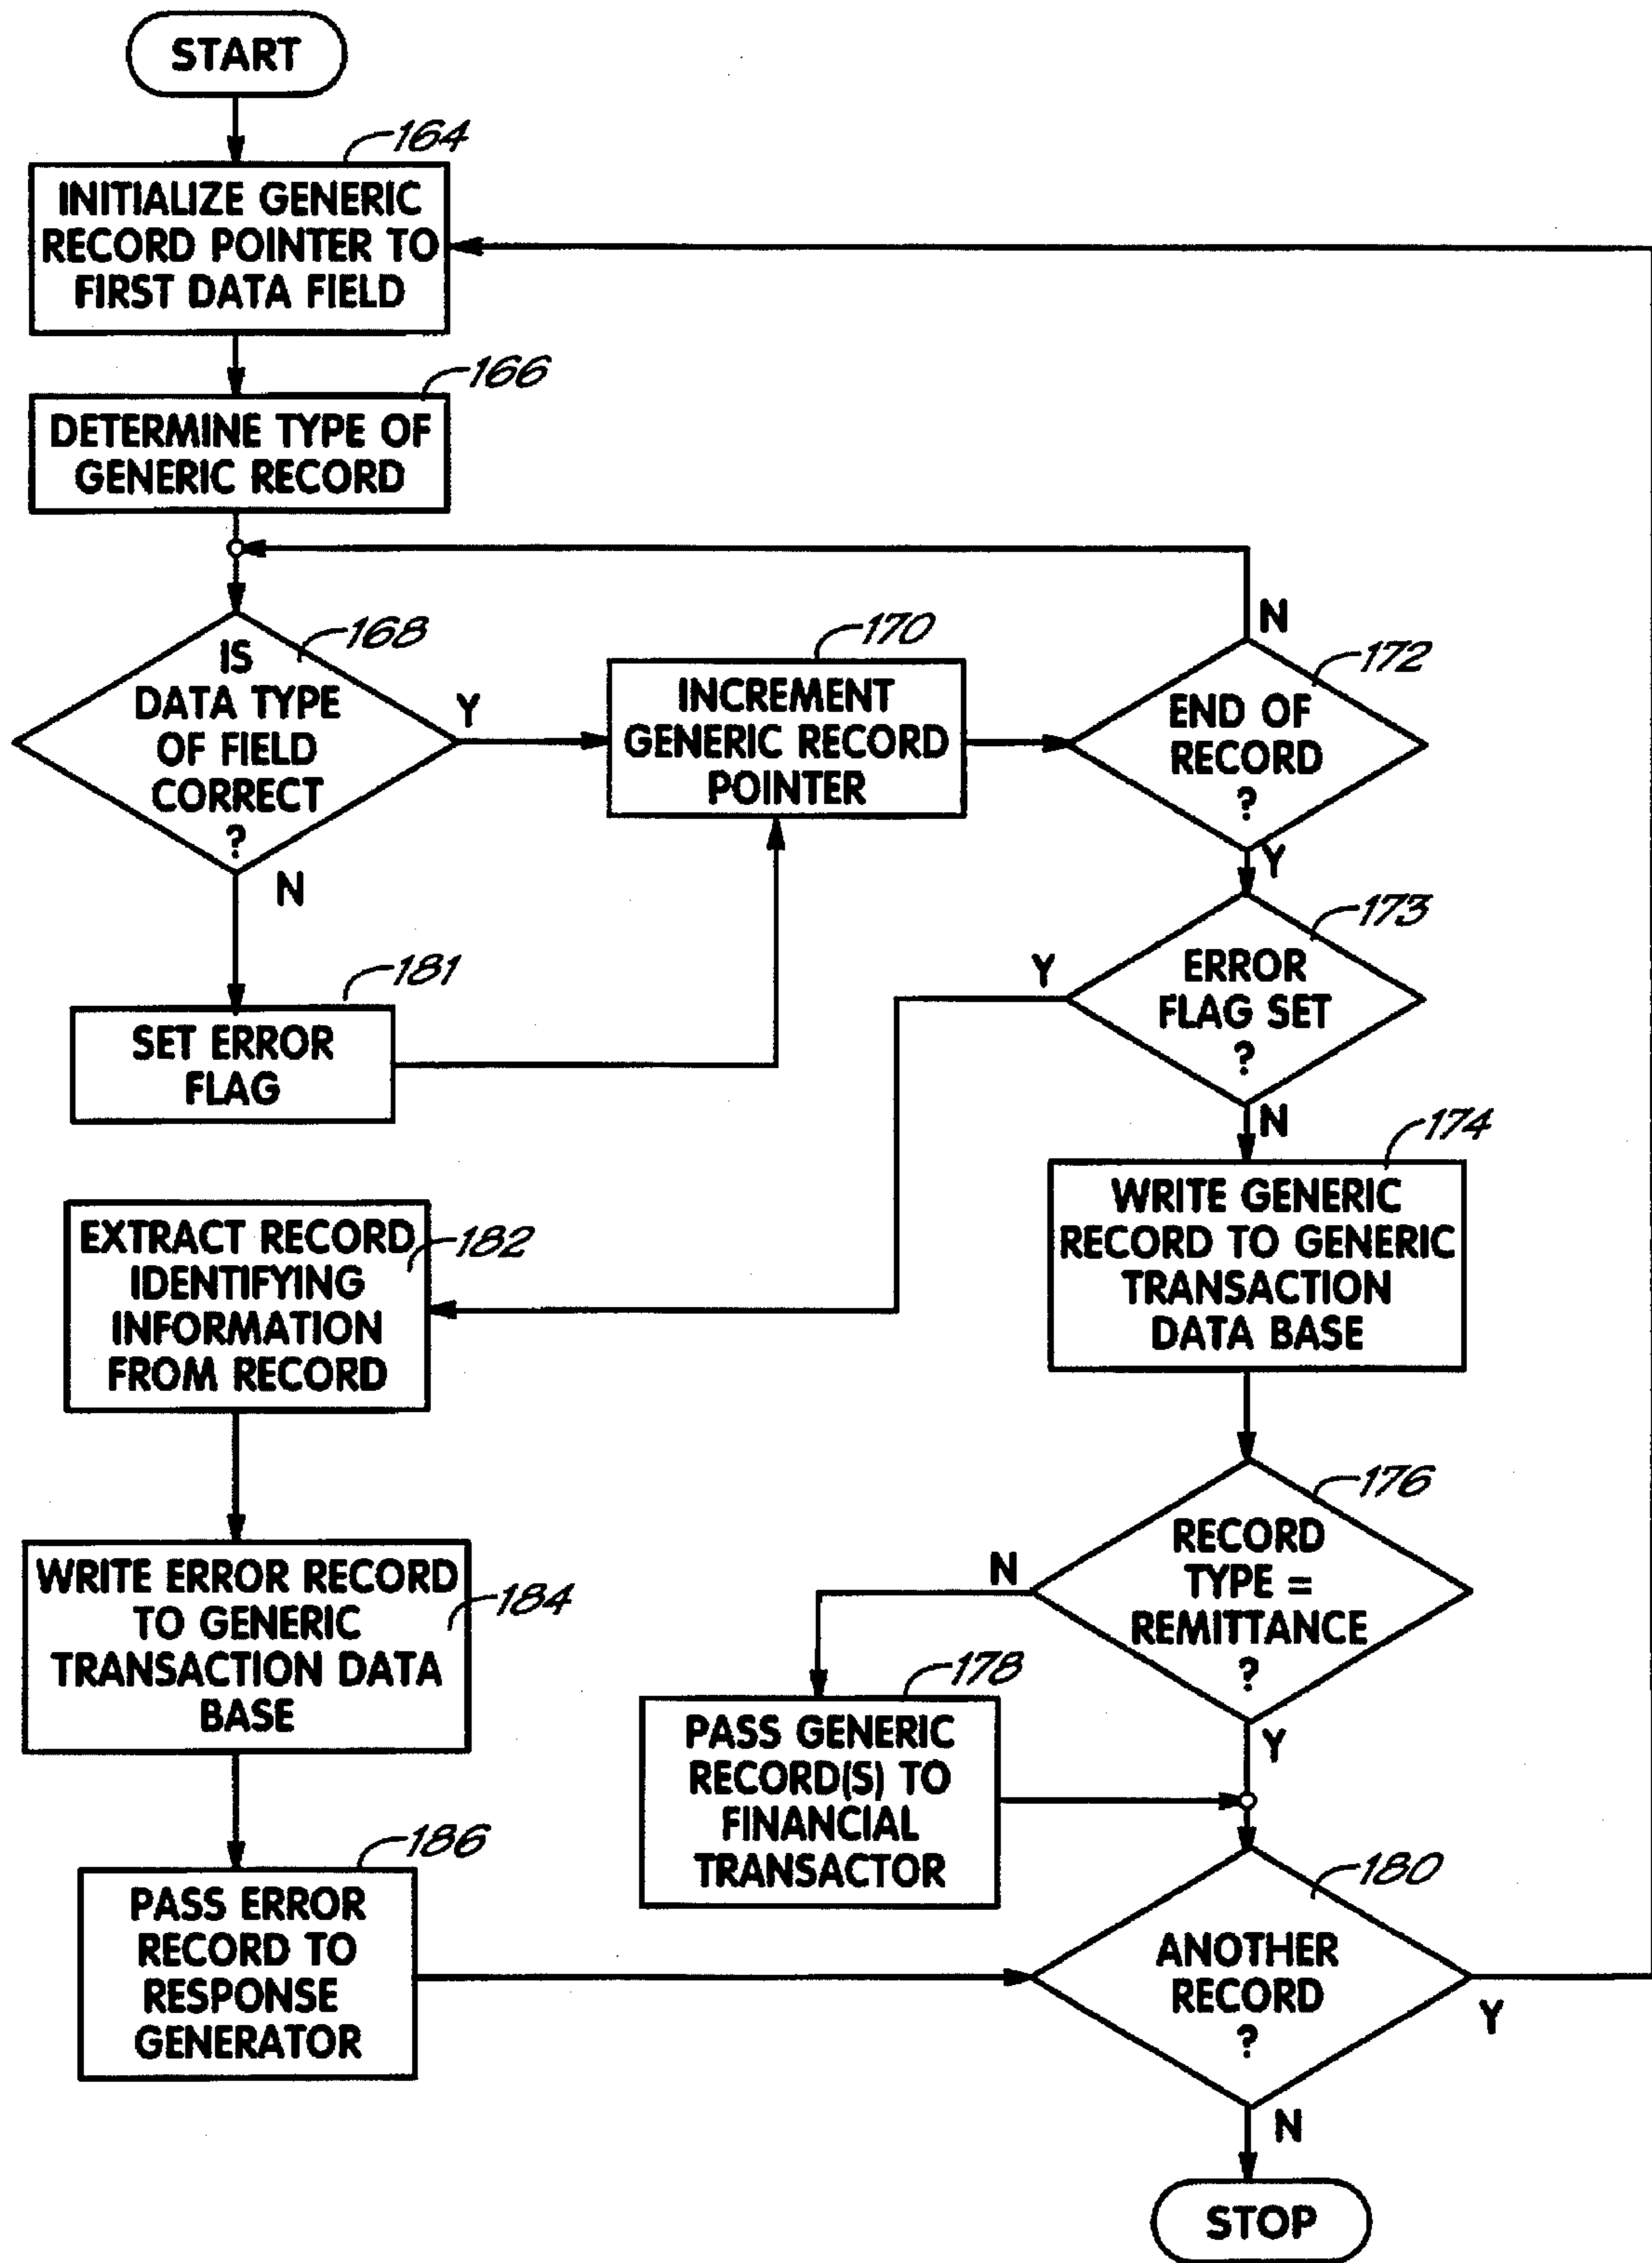 START
164
INITIALIZE GENERIC
RECORD POINTER TO
FIRST DATA FIELD
166
DETERMINE TYPE OF
GENERIC RECORD
168
IS
DATA TYPE
OF FIELD
CORRECT
?
Y
N
170
INCREMENT
GENERIC RECORD
POINTER
N
172
END OF
RECORD
?
Y
181
SET ERROR
FLAG
173
Y
ERROR
FLAG SET
?
N
174
WRITE GENERIC
RECORD TO GENERIC
TRANSACTION
DATA BASE
182
EXTRACT RECORD
IDENTIFYING
INFORMATION
FROM RECORD
176
N
RECORD
TYPE =
REMITTANCE
?
Y
184
WRITE ERROR RECORD
TO GENERIC
TRANSACTION DATA
BASE
178
PASS GENERIC
RECORD(S) TO
FINANCIAL
TRANSACTOR
186
PASS ERROR
RECORD TO
RESPONSE
GENERATOR
180
ANOTHER
RECORD
?
Y
N
STOP